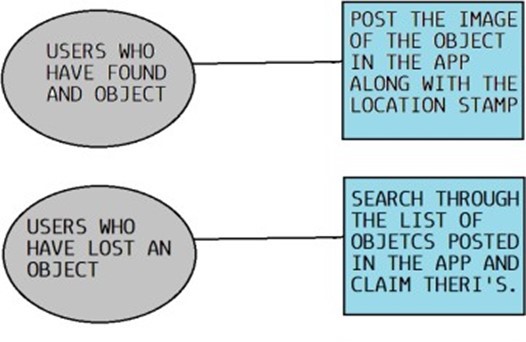 USERS WHO
HAVE FOUND
AND OBJECT
POST THE IMAGE
OF THE OBJECT
IN THE APP
ALONG WITH THE
LOCATION STAMP
USERS WHO
HAVE LOST AN
OBJECT
SEARCH THROUGH
THE LIST OF
OBJETCS POSTED
IN THE APP AND
CLAIM THERI'S.